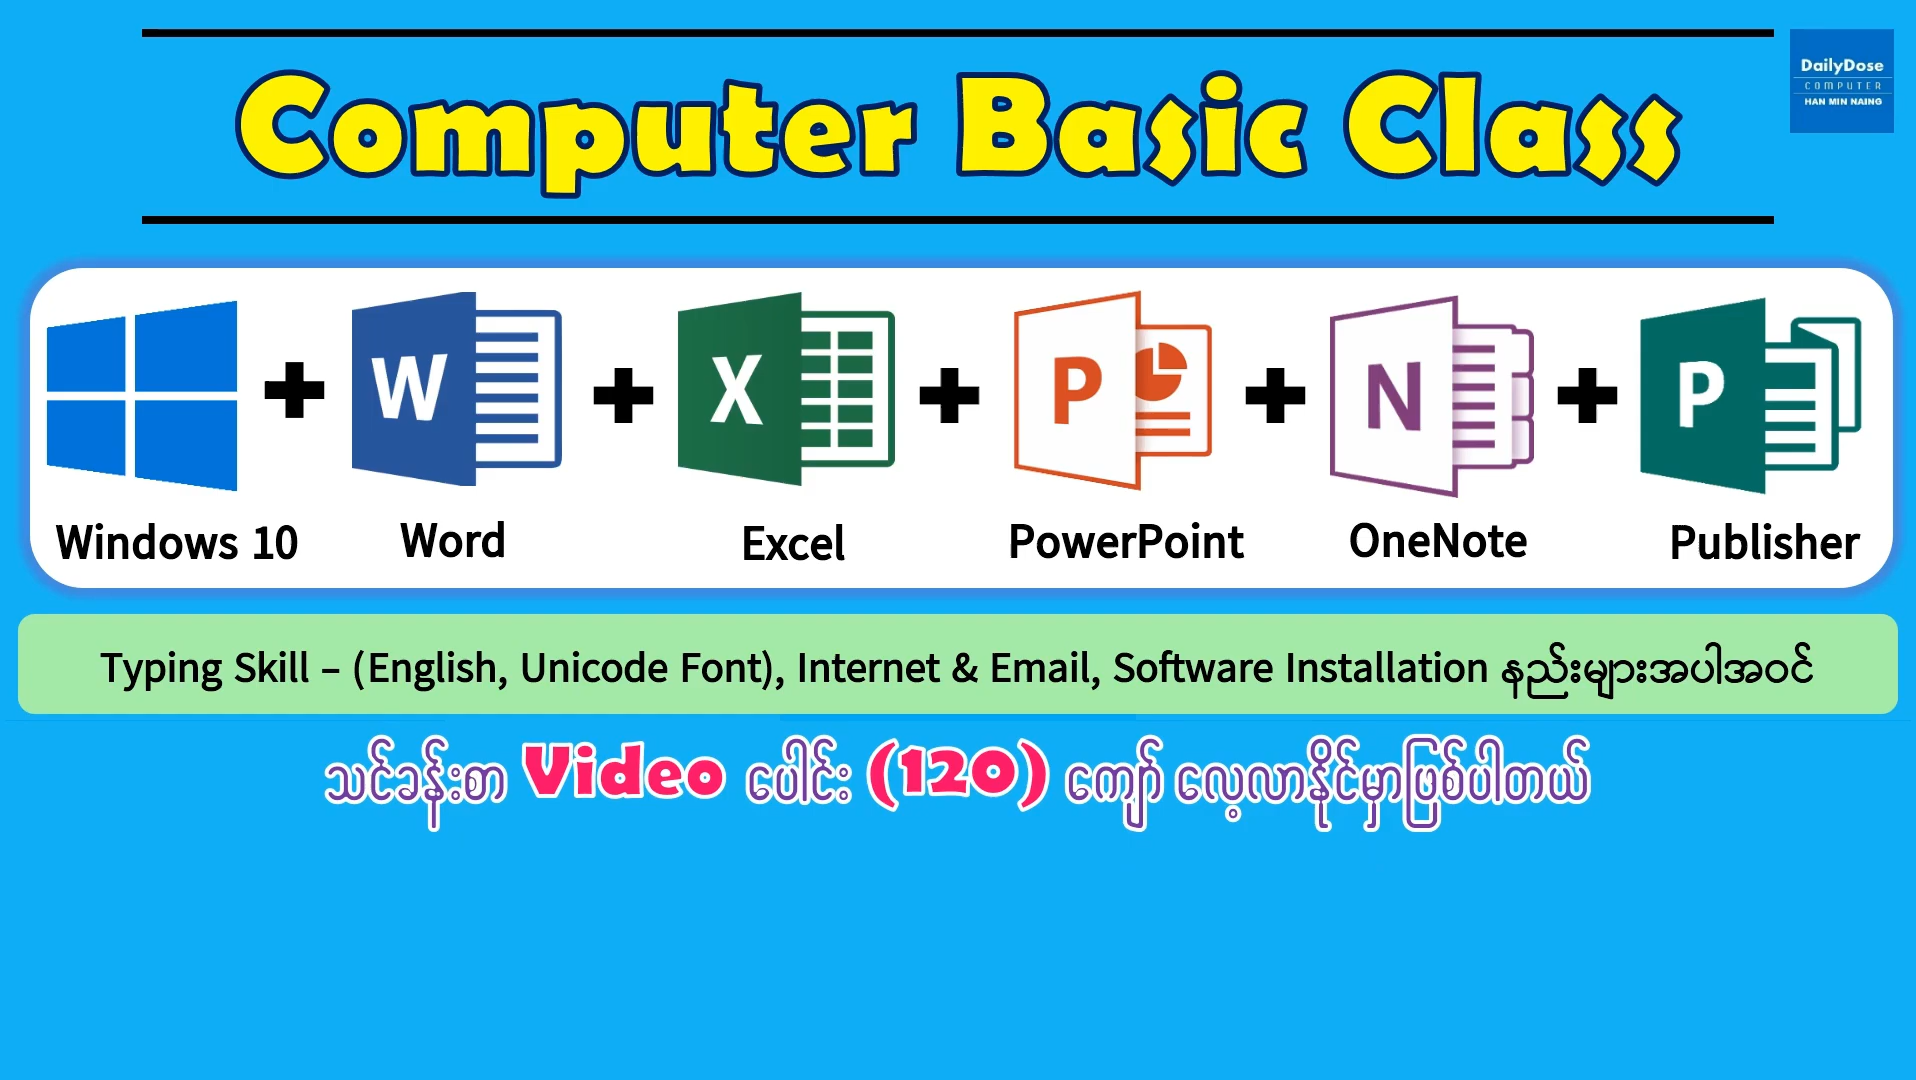 Computer Basic Class
DailyDose
COMPUTER
HAN MIN NAING
W
X
P
N
P
Windows 10
Word
Excel
PowerPoint
OneNote
Publisher
Typing Skill – (English, Unicode Font), Internet & Email, Software Installation နည်းများအပါအဝင်
သင်ခန်းစာ Video ပေါင်း (120) ကျော် လေ့လာနိုင်မှာဖြစ်ပါတယ်